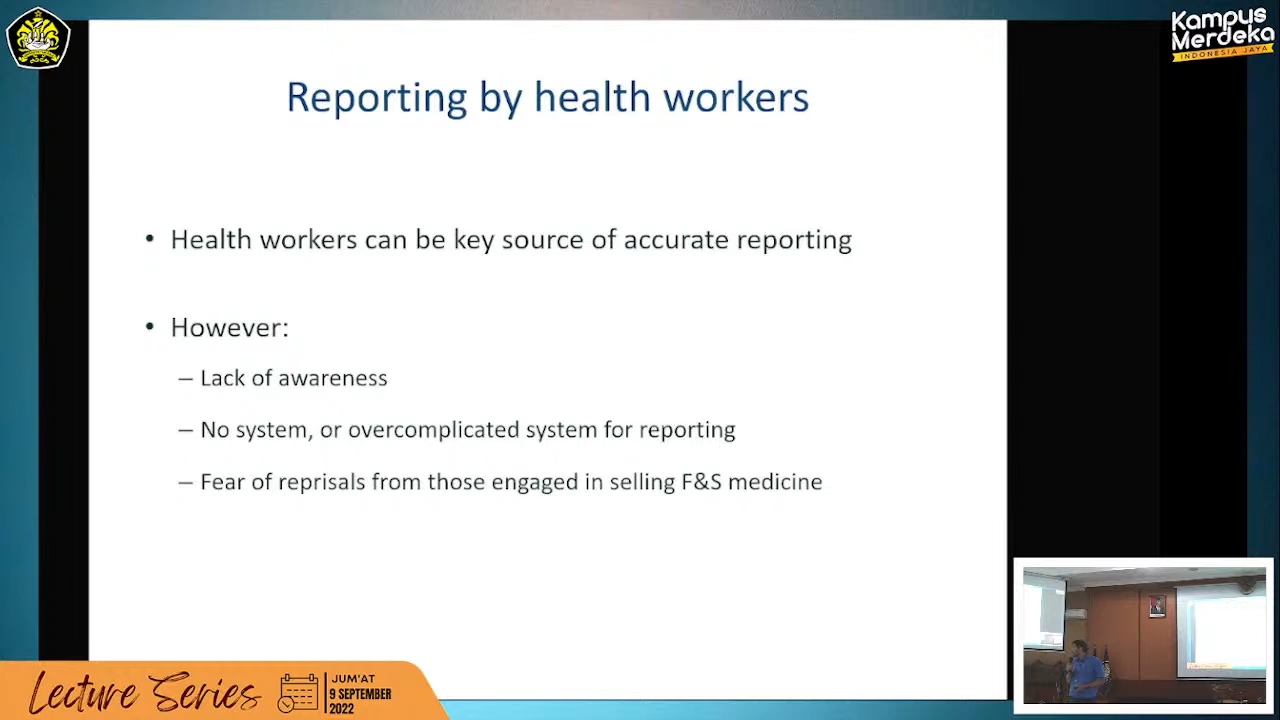 Kampus
Merdeka
INDONESIA JAYA
Reporting by health workers
• Health workers can be key source of accurate reporting
• However:
– Lack of awareness
– No system, or overcomplicated system for reporting
– Fear of reprisals from those engaged in selling F&S medicine
Lecture Series
JUM'AT
9 SEPTEMBER
2022